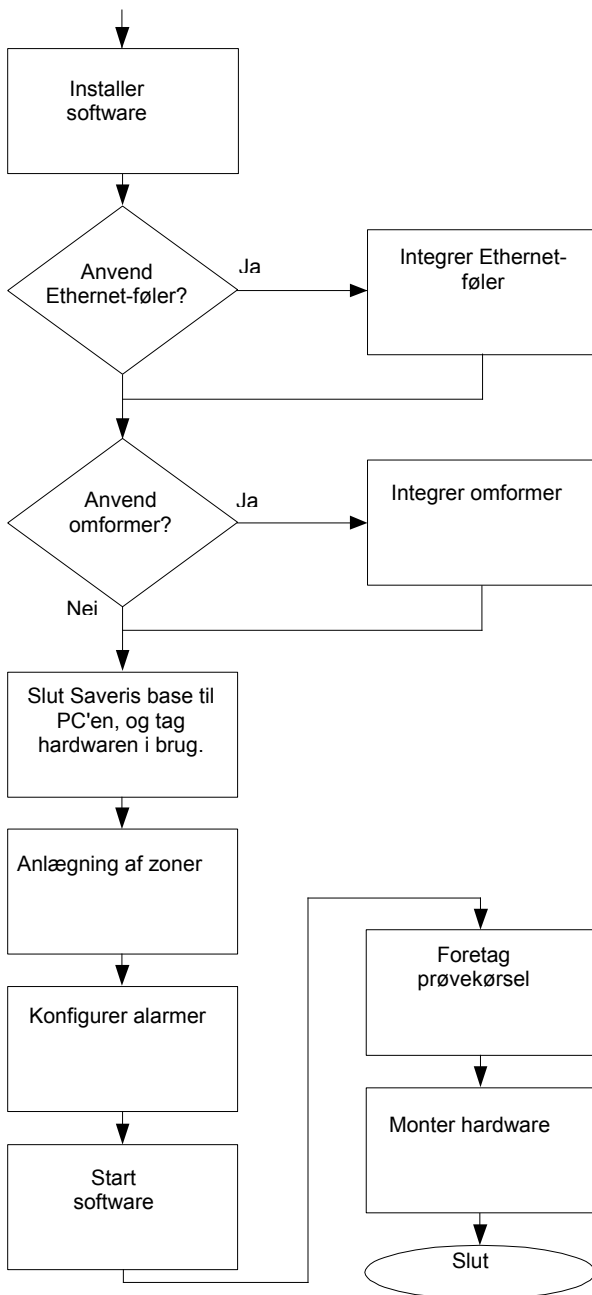 Installer
software
Anvend
Ethernet-føler?
Ja
Integrer Ethernet-
føler
Anvend
omformer?
Ja
Integrer omformer
Nei
Slut Saveris base til
PC'en, og tag
hardwaren i brug.
Anlægning af zoner
Konfigurer alarmer
Start
software
Foretag
prøvekørsel
Monter hardware
Slut